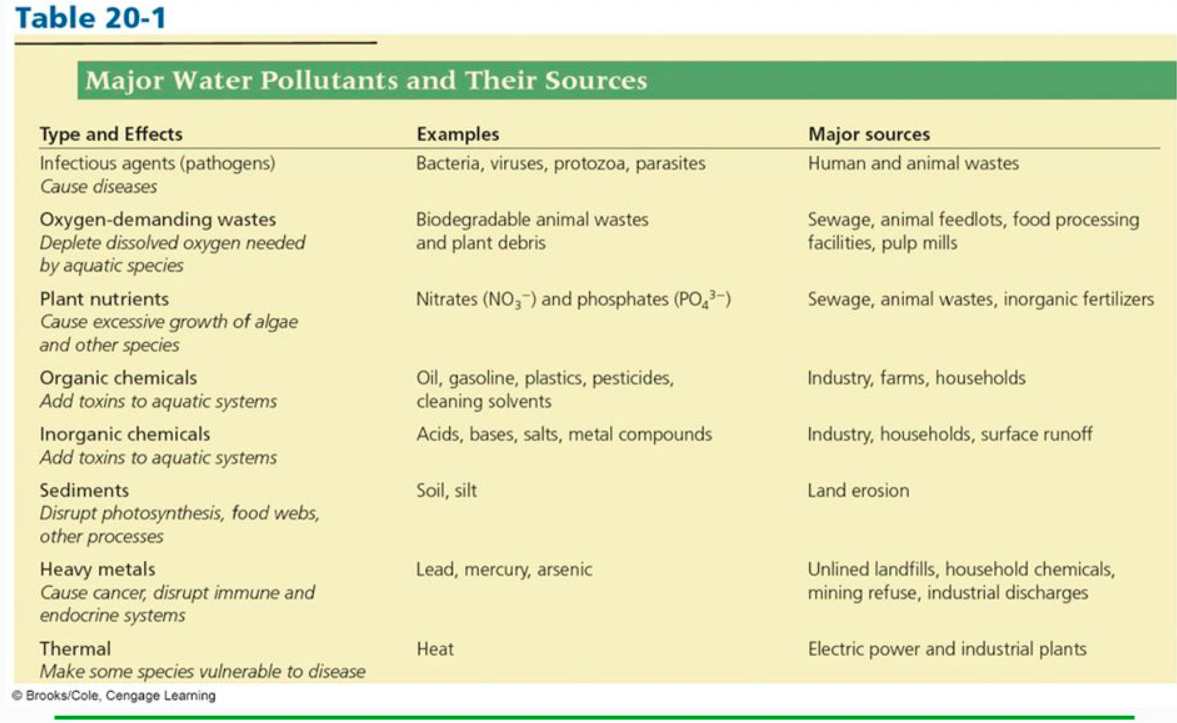 Table 20-1
Major Water Pollutants and Their Sources
Type and Effects Examples Major sources
Infectious agents (pathogens) Bacteria, viruses, protozoa, parasites Human and animal wastes
Cause diseases
Oxygen-demanding wastes Biodegradable animal wastes Sewage, animal feedlots, food processing
Deplete dissolved oxygen needed and plant debris facilities, pulp mills
by aquatic species
Plant nutrients Nitrates (NO₃⁻) and phosphates (PO₄³⁻) Sewage, animal wastes, inorganic fertilizers
Cause excessive growth of algae
and other species
Organic chemicals Oil, gasoline, plastics, pesticides, Industry, farms, households
Add toxins to aquatic systems cleaning solvents
Inorganic chemicals Acids, bases, salts, metal compounds Industry, households, surface runoff
Add toxins to aquatic systems
Sediments Soil, silt Land erosion
Disrupt photosynthesis, food webs,
other processes
Heavy metals Lead, mercury, arsenic Unlined landfills, household chemicals,
Cause cancer, disrupt immune and mining refuse, industrial discharges
endocrine systems
Thermal Heat Electric power and industrial plants
Make some species vulnerable to disease
© Brooks/Cole, Cengage Learning